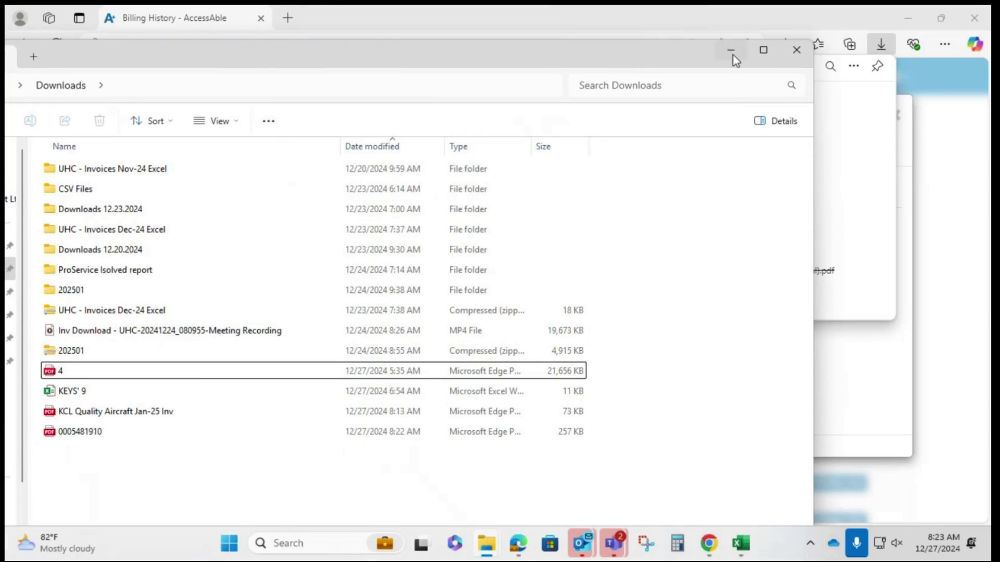 Billing History - AccessAble
Downloads
Search Downloads
Sort
View
Details
Name Date modified Type Size
UHC - Invoices Nov-24 Excel 12/20/2024 9:59 AM File folder
CSV Files 12/23/2024 6:14 AM File folder
Downloads 12.23.2024 12/23/2024 7:00 AM File folder
t Lt
UHC - Invoices Dec-24 Excel 12/23/2024 7:37 AM File folder
Downloads 12.20.2024 12/23/2024 9:30 AM File folder
ProService Isolved report 12/24/2024 7:14 AM File folder
.pdf
202501 12/24/2024 9:38 AM File folder
UHC - Invoices Dec-24 Excel 12/23/2024 7:38 AM Compressed (zipp... 18 KB
Inv Download - UHC-20241224_080955-Meeting Recording 12/24/2024 8:26 AM MP4 File 19,673 KB
202501 12/24/2024 8:55 AM Compressed (zipp... 4,915 KB
PDF 4 12/27/2024 5:35 AM Microsoft Edge P... 21,656 KB
KEYS' 9 12/27/2024 6:54 AM Microsoft Excel W... 11 KB
PDF KCL Quality Aircraft Jan-25 Inv 12/27/2024 8:13 AM Microsoft Edge P... 73 KB
PDF 0005481910 12/27/2024 8:22 AM Microsoft Edge P... 257 KB
82°F
Mostly cloudy
Search
2
8:23 AM
12/27/2024